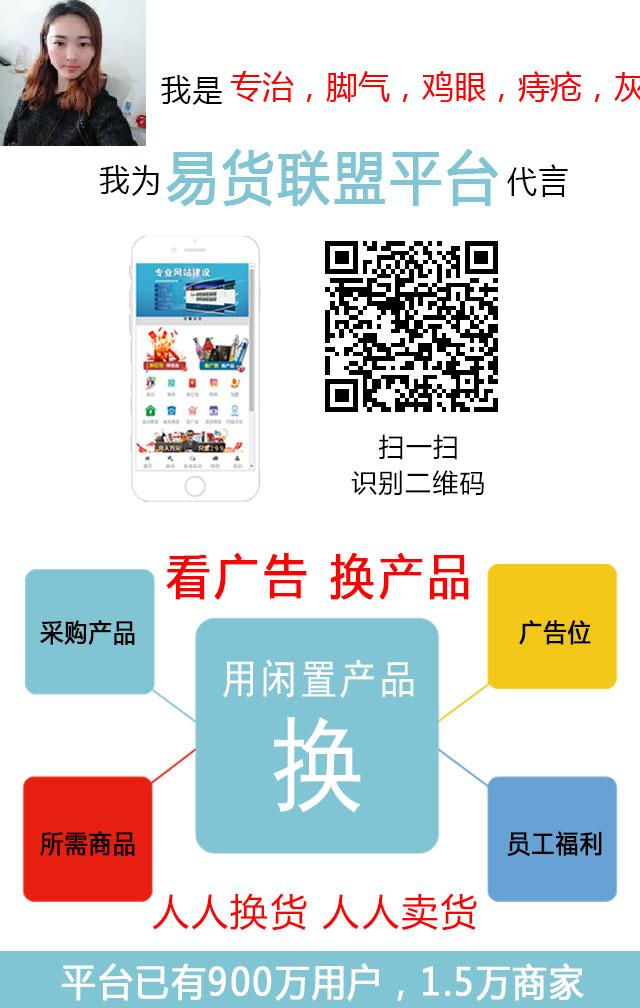 我是 专治，脚气，鸡眼，痔疮，灰
我为 易货联盟平台 代言
专业网站建设
扫一扫
识别二维码
看广告 换产品
采购产品
广告位
用闲置产品
换
所需商品
员工福利
人人换货 人人卖货
平台已有900万用户，1.5万商家